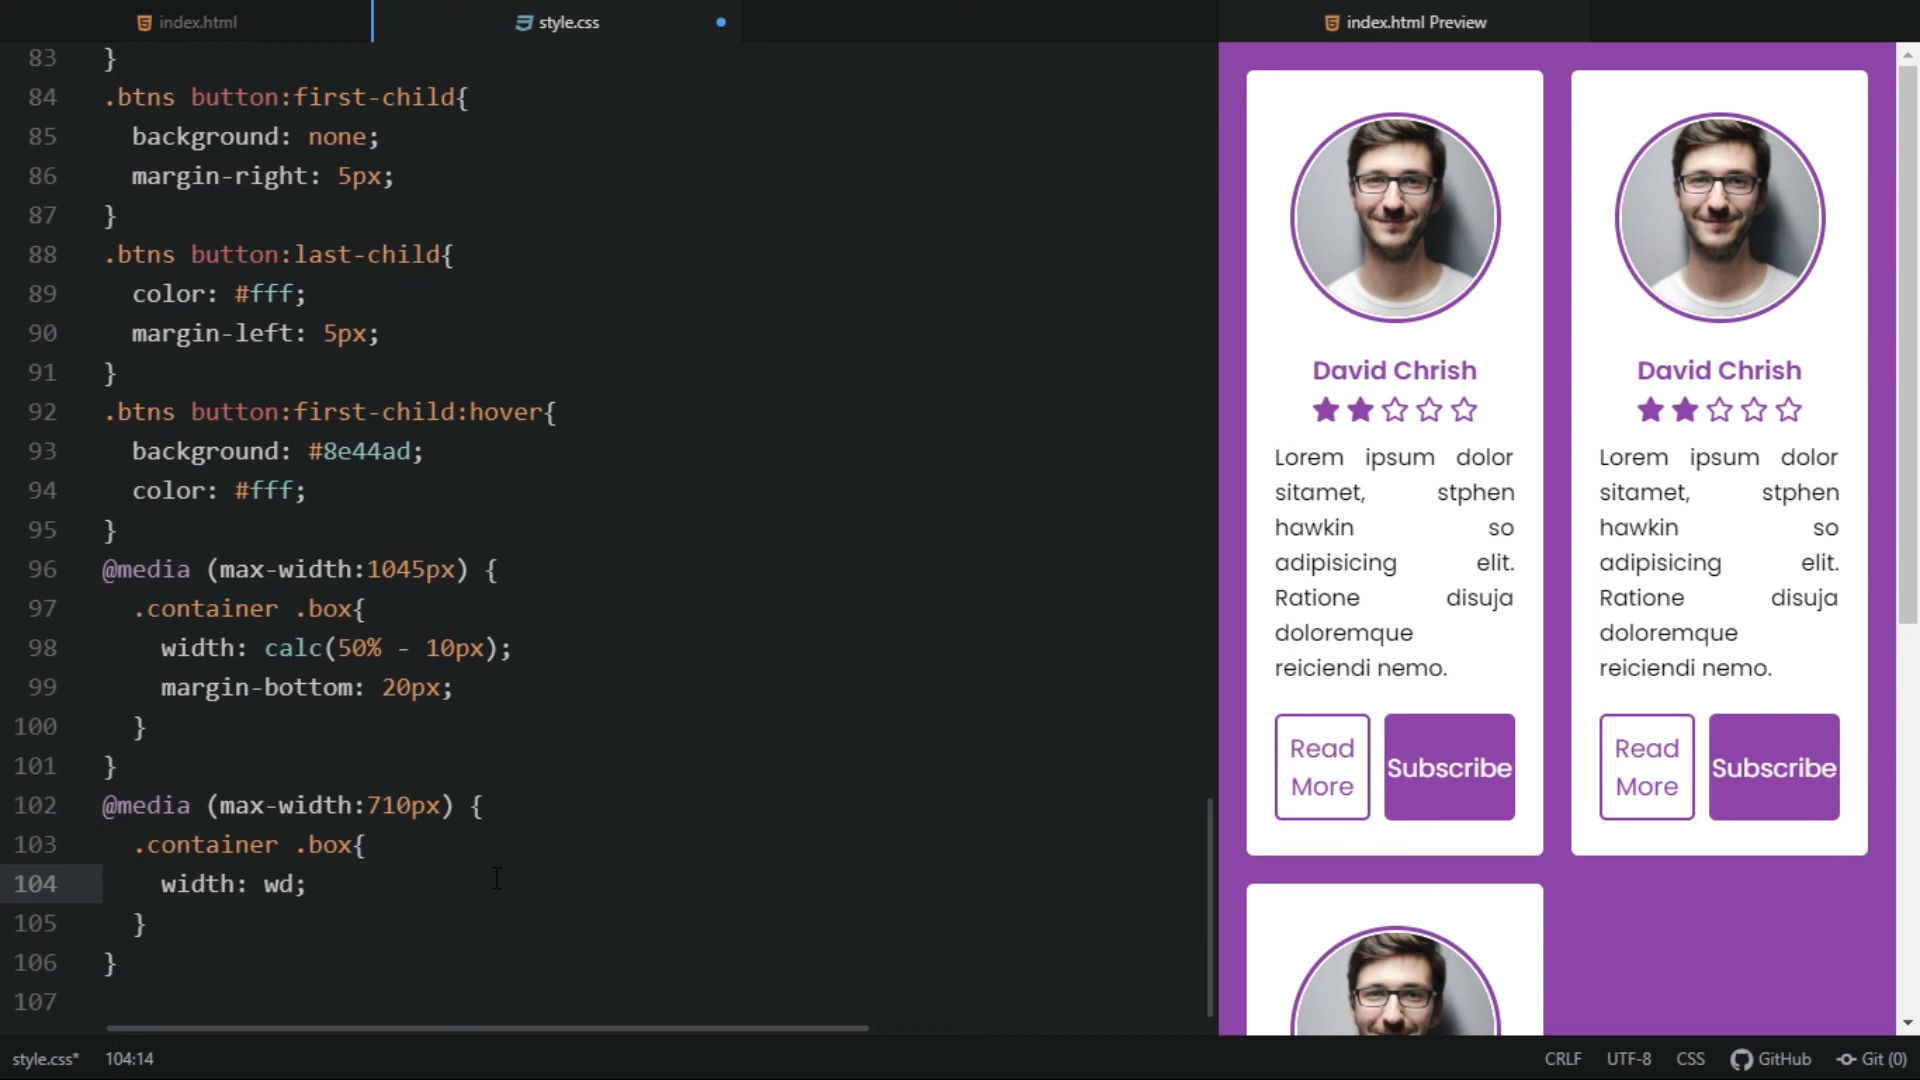 index.html
style.css
index.html Preview
83 }
84 .btns button:first-child{
85 background: none;
86 margin-right: 5px;
87 }
88 .btns button:last-child{
89 color: #fff;
90 margin-left: 5px;
91 }
92 .btns button:first-child:hover{
93 background: #8e44ad;
94 color: #fff;
95 }
96 @media (max-width:1045px) {
97 .container .box{
98 width: calc(50% - 10px);
99 margin-bottom: 20px;
100 }
101 }
102 @media (max-width:710px) {
103 .container .box{
104 width: wd;
105 }
106 }
107
David Chrish
Lorem ipsum dolor
sitamet, stphen
hawkin so
adipisicing elit.
Ratione disuja
doloremque
reiciendi nemo.
Read
More
Subscribe
David Chrish
Lorem ipsum dolor
sitamet, stphen
hawkin so
adipisicing elit.
Ratione disuja
doloremque
reiciendi nemo.
Read
More
Subscribe
style.css* 104:14
CRLF UTF-8 CSS GitHub Git (0)